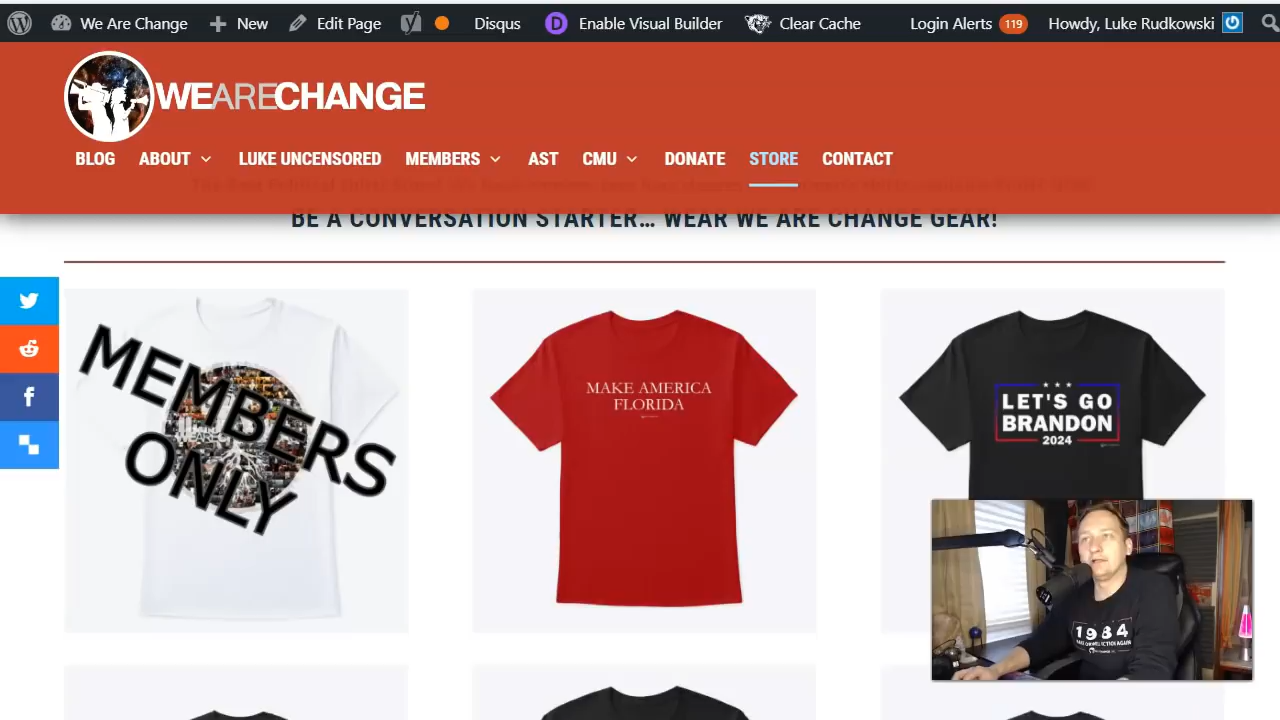 We Are Change New Edit Page Disqus Enable Visual Builder Clear Cache Login Alerts 119 Howdy, Luke Rudkowski
WEARECHANGE
BLOG ABOUT LUKE UNCENSORED MEMBERS AST CMU DONATE STORE CONTACT
BE A CONVERSATION STARTER... WEAR WE ARE CHANGE GEAR!
MEMBERS
ONLY
MAKE AMERICA
FLORIDA
LET'S GO
BRANDON
2024
1984